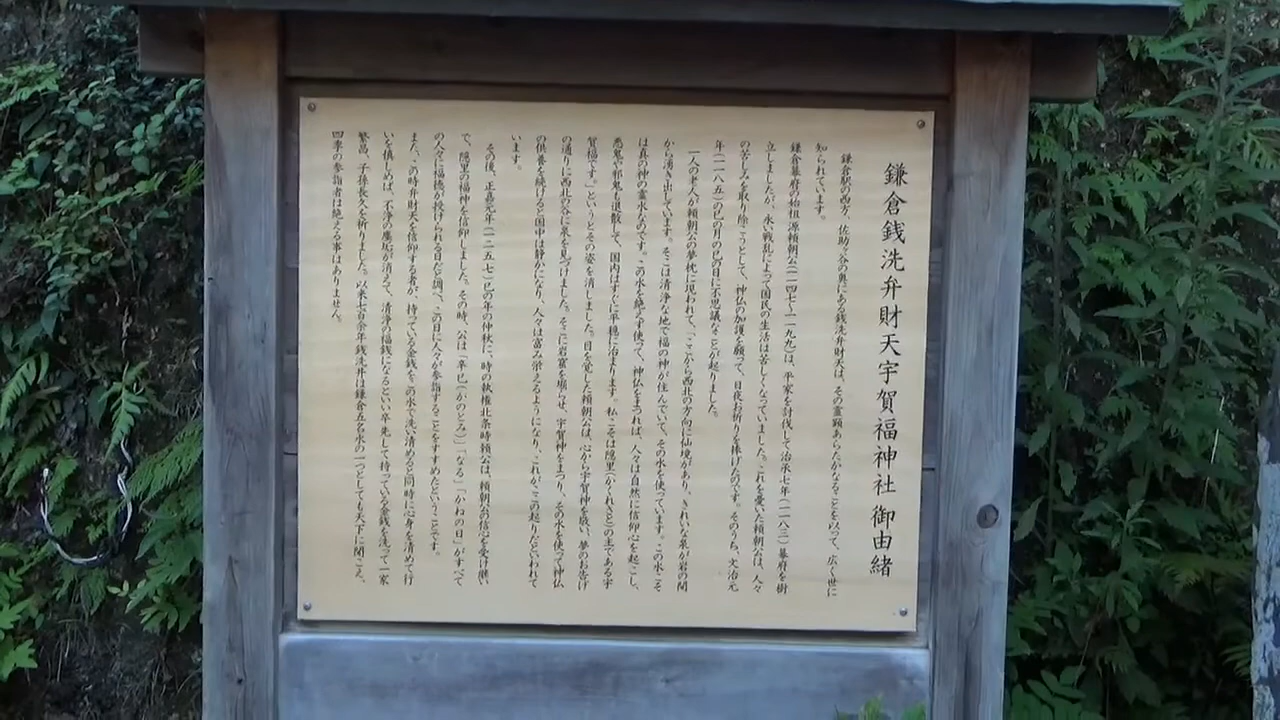 鎌倉銭洗弁財天宇賀福神社 御由緒
鎌倉駅の西方、佐助ヶ谷の奥にある銭洗弁財天は、その霊顕あらたかなることを以って、広く世に
知られています。
鎌倉幕府の始祖源頼朝公(一一四七~一一九九)は、平家を討伐して治承七年(一一八三)幕府を樹
立しましたが、永い戦乱によって国民の生活は苦しくなっていました。これを憂いた頼朝公は、人々
の苦しみを取り除こうとして、神仏の加護を願って、日夜お祈りを捧げたのです。そのうち、文治元
年(一一八五)の巳の月の巳の日に不思議なことが起りました。
一人の老人が頼朝公の夢枕に現われて、「ここから西北の方向に仙境があり、きれいな泉が岩の間
から湧き出しています。そこは清浄な地で福の神が住んでいて、その水を使っています。この水こそ
は真の神の霊水なのです。この水を絶えず使って、神仏をまつれば、人々は自然に信仰心を起こし、
悪鬼や邪鬼も退散して、国内はすぐに平穏に治まります。私こそは隠里(かくれざと)の主である宇
賀福です。」というとその姿を消しました。目を覚した頼朝公は、心から宇賀神を敬い、夢のお告げ
の通りに西北の谷に泉を見つけました。そこに岩窟を堀らせ、宇賀神をまつり、その水を使って神仏
の供養を続けると国中は静かになり、人々は富み栄えるようになり、これが、ここの起りだといわれて
います。
その後、正嘉元年(一二五七)巳の年の仲秋に、時の執権北条時頼公は、頼朝公の信心を受け継い
で、隠里の福神を信仰しました。その時、公は「辛巳(かのとみ)」「なる」「かねの日」がすべて
の人々に福徳が授けられる日だと調べ、この日に人々が参詣することをすすめたということです。
また、「この時弁財天を信仰する者が、持っている金銭をこの水で洗い清めると同時に心身を清めて行
いを慎しめば、不浄の塵垢が消えて、清浄の福銭になる」といい卒先して持っている金銭を洗って一家
繁昌、子孫長久を祈りました。以来七百余年銭洗井は鎌倉五名水の一つとしても天下に聞こえ、
四季の参詣者は絶える事はありません。